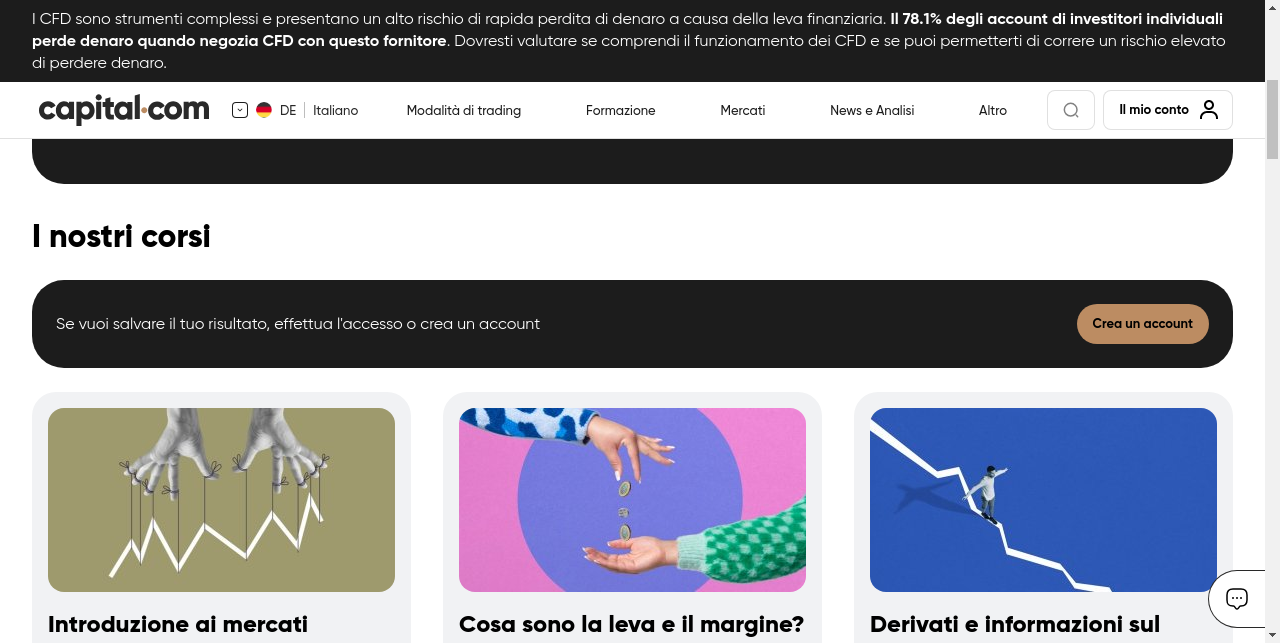 I CFD sono strumenti complessi e presentano un alto rischio di rapida perdita di denaro a causa della leva finanziaria. Il 78.1% degli account di investitori individuali
perde denaro quando negozia CFD con questo fornitore. Dovresti valutare se comprendi il funzionamento dei CFD e se puoi permetterti di correre un rischio elevato
di perdere denaro.
capital.com DE Italiano Modalità di trading Formazione Mercati News e Analisi Altro Il mio conto
I nostri corsi
Se vuoi salvare il tuo risultato, effettua l'accesso o crea un account Crea un account
Introduzione ai mercati
Cosa sono la leva e il margine?
Derivati e informazioni sul